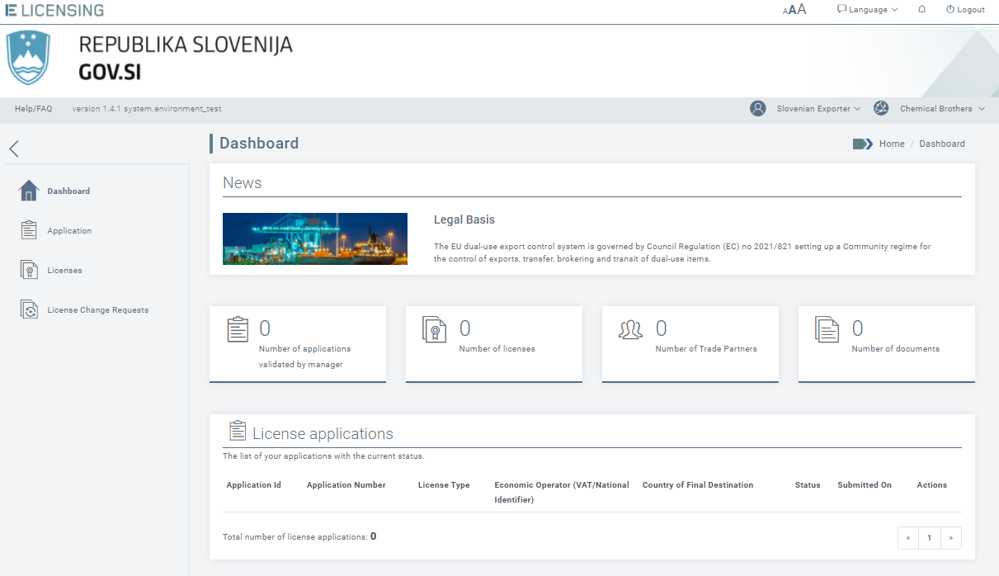 E LICENSING
AAA
Language
Logout
REPUBLIKA SLOVENIJA
GOV.SI
Help/FAQ
version 1.4.1 system.environment_test
Slovenian Exporter
Chemical Brothers
Dashboard
Home / Dashboard
Dashboard
Application
Licenses
License Change Requests
News
Legal Basis
The EU dual-use export control system is governed by Council Regulation (EC) no 2021/821 setting up a Community regime for
the control of exports, transfer, brokering and transit of dual-use items.
0
Number of applications
validated by manager
0
Number of licenses
0
Number of Trade Partners
0
Number of documents
License applications
The list of your applications with the current status.
Application Id
Application Number
License Type
Economic Operator (VAT/National
Identifier)
Country of Final Destination
Status
Submitted On
Actions
Total number of license applications: 0
« 1 »